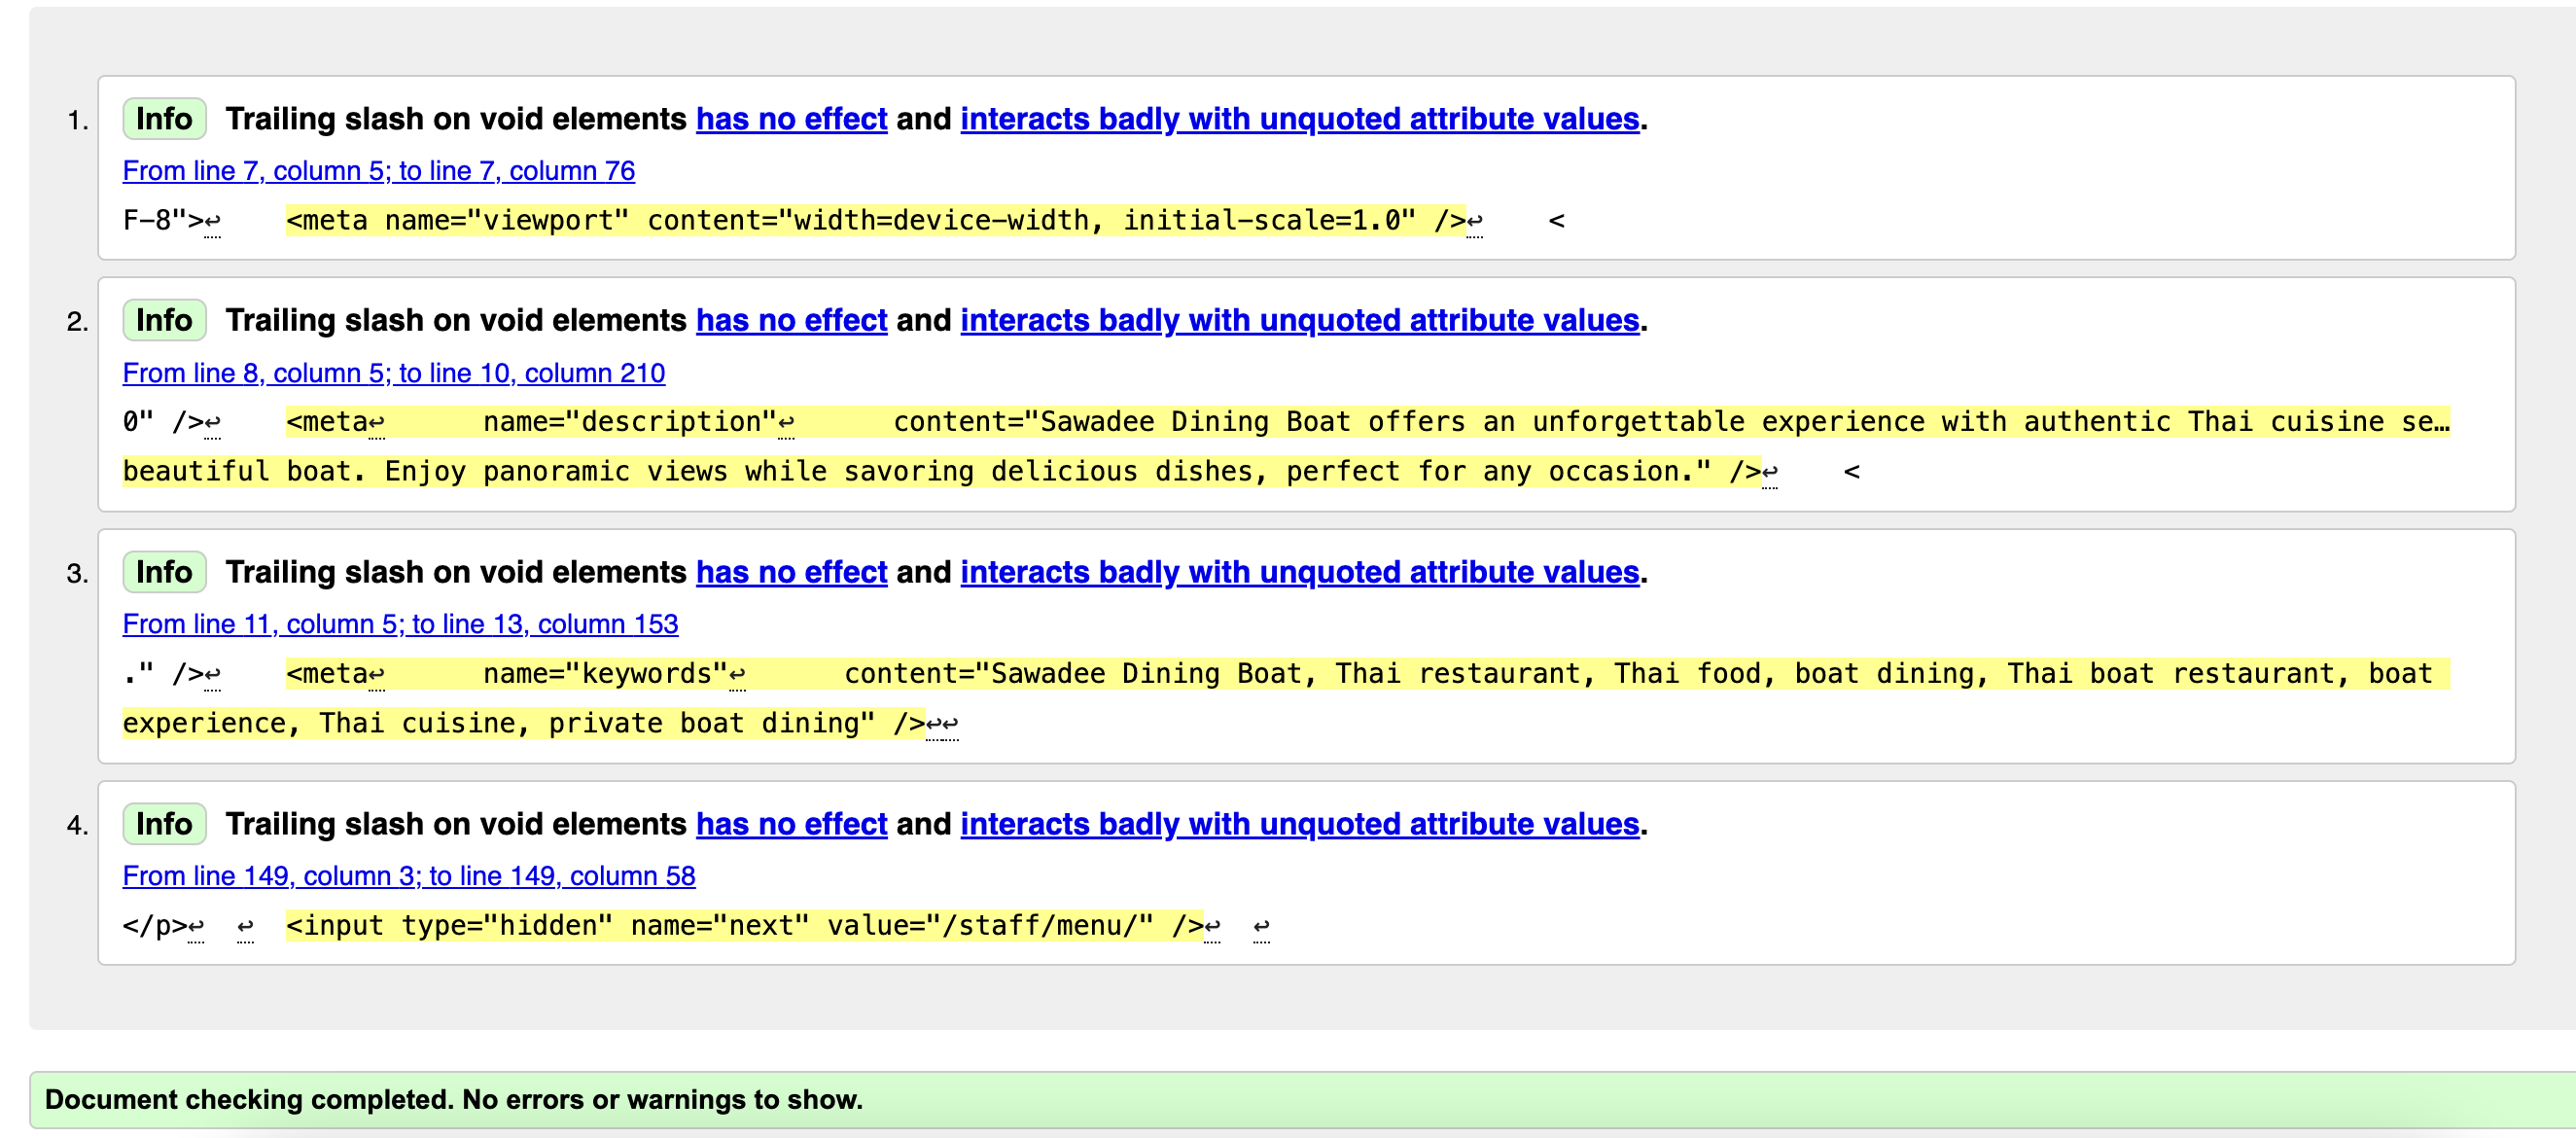 1. Info Trailing slash on void elements has no effect and interacts badly with unquoted attribute values.
From line 7, column 5; to line 7, column 76
F-8">↩    <meta name="viewport" content="width=device-width, initial-scale=1.0" />↩    <
2. Info Trailing slash on void elements has no effect and interacts badly with unquoted attribute values.
From line 8, column 5; to line 10, column 210
0" />↩    <meta↩      name="description"↩      content="Sawadee Dining Boat offers an unforgettable experience with authentic Thai cuisine se…
beautiful boat. Enjoy panoramic views while savoring delicious dishes, perfect for any occasion." />↩    <
3. Info Trailing slash on void elements has no effect and interacts badly with unquoted attribute values.
From line 11, column 5; to line 13, column 153
." />↩    <meta↩      name="keywords"↩      content="Sawadee Dining Boat, Thai restaurant, Thai food, boat dining, Thai boat restaurant, boat
experience, Thai cuisine, private boat dining" />↩↩
4. Info Trailing slash on void elements has no effect and interacts badly with unquoted attribute values.
From line 149, column 3; to line 149, column 58
</p>↩  ↩  <input type="hidden" name="next" value="/staff/menu/" />↩  ↩
Document checking completed. No errors or warnings to show.